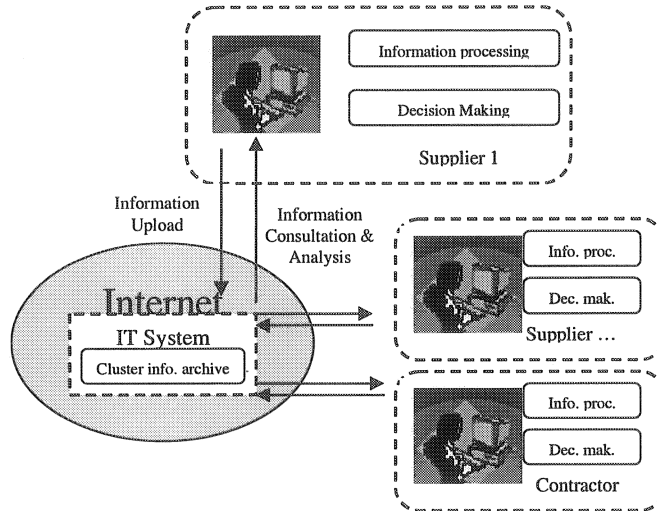 Information processing
Decision Making
Supplier 1
Information
Upload
Information
Consultation &
Analysis
Internet
IT System
Cluster info. archive
Info. proc.
Dec. mak.
Supplier ...
Info. proc.
Dec. mak.
Contractor